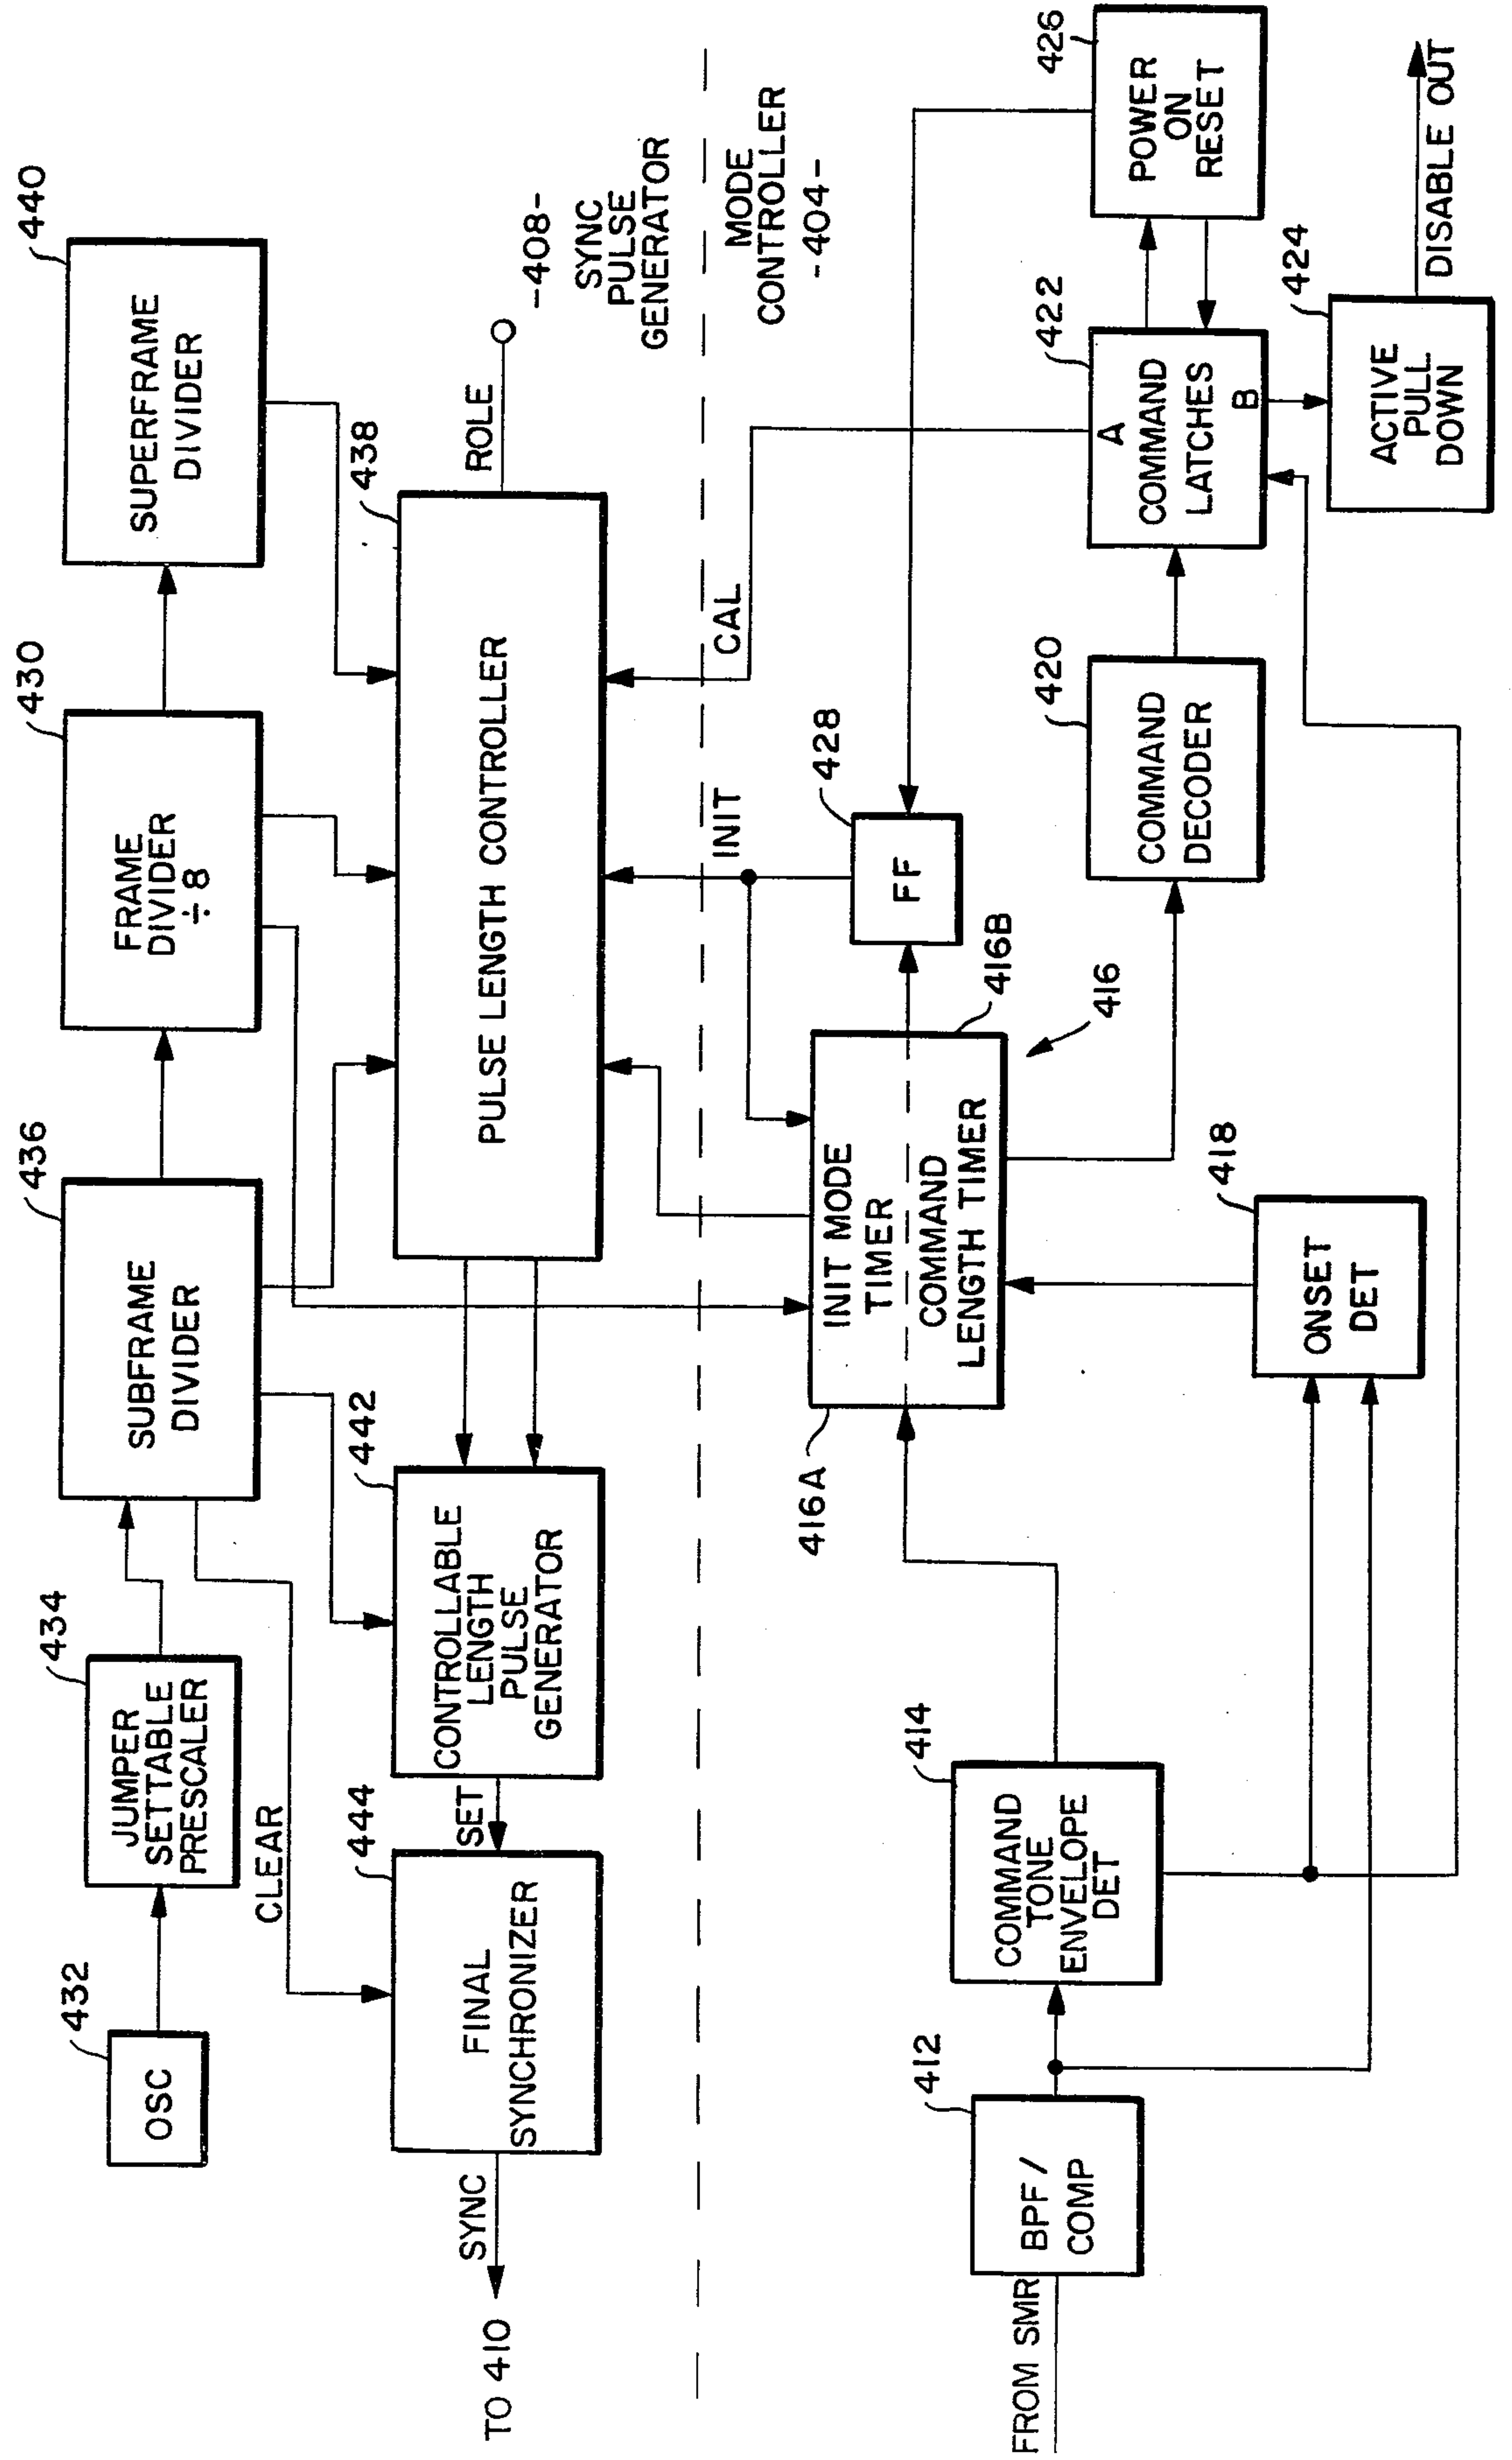 432
OSC
434
JUMPER
SETTABLE
PRESCALER
436
SUBFRAME
DIVIDER
430
FRAME
DIVIDER
÷8
440
SUPERFRAME
DIVIDER
CLEAR
TO 410
SYNC
444
FINAL
SYNCHRONIZER
SET
442
CONTROLLABLE
LENGTH
PULSE
GENERATOR
438
PULSE LENGTH CONTROLLER
ROLE
-408-
SYNC
PULSE
GENERATOR
MODE
CONTROLLER
-404-
INIT
CAL
416A
INIT MODE
TIMER
COMMAND
LENGTH TIMER
416B
416
428
FF
FROM SMR
412
BPF/
COMP
414
COMMAND
TONE
ENVELOPE
DET
418
ONSET
DET
420
COMMAND
DECODER
422
A
COMMAND
LATCHES
B
426
POWER
ON
RESET
424
ACTIVE
PULL
DOWN
DISABLE OUT